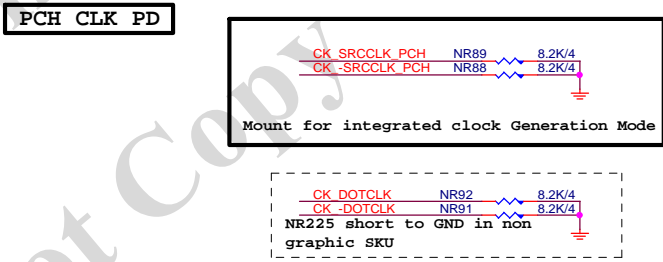 PCH CLK PD
CK_SRCCLK_PCH NR89 8.2K/4
CK_-SRCCLK_PCH NR88 8.2K/4
Mount for integrated clock Generation Mode
CK_DOTCLK NR92 8.2K/4
CK_-DOTCLK NR91 8.2K/4
NR225 short to GND in non
graphic SKU
Copy